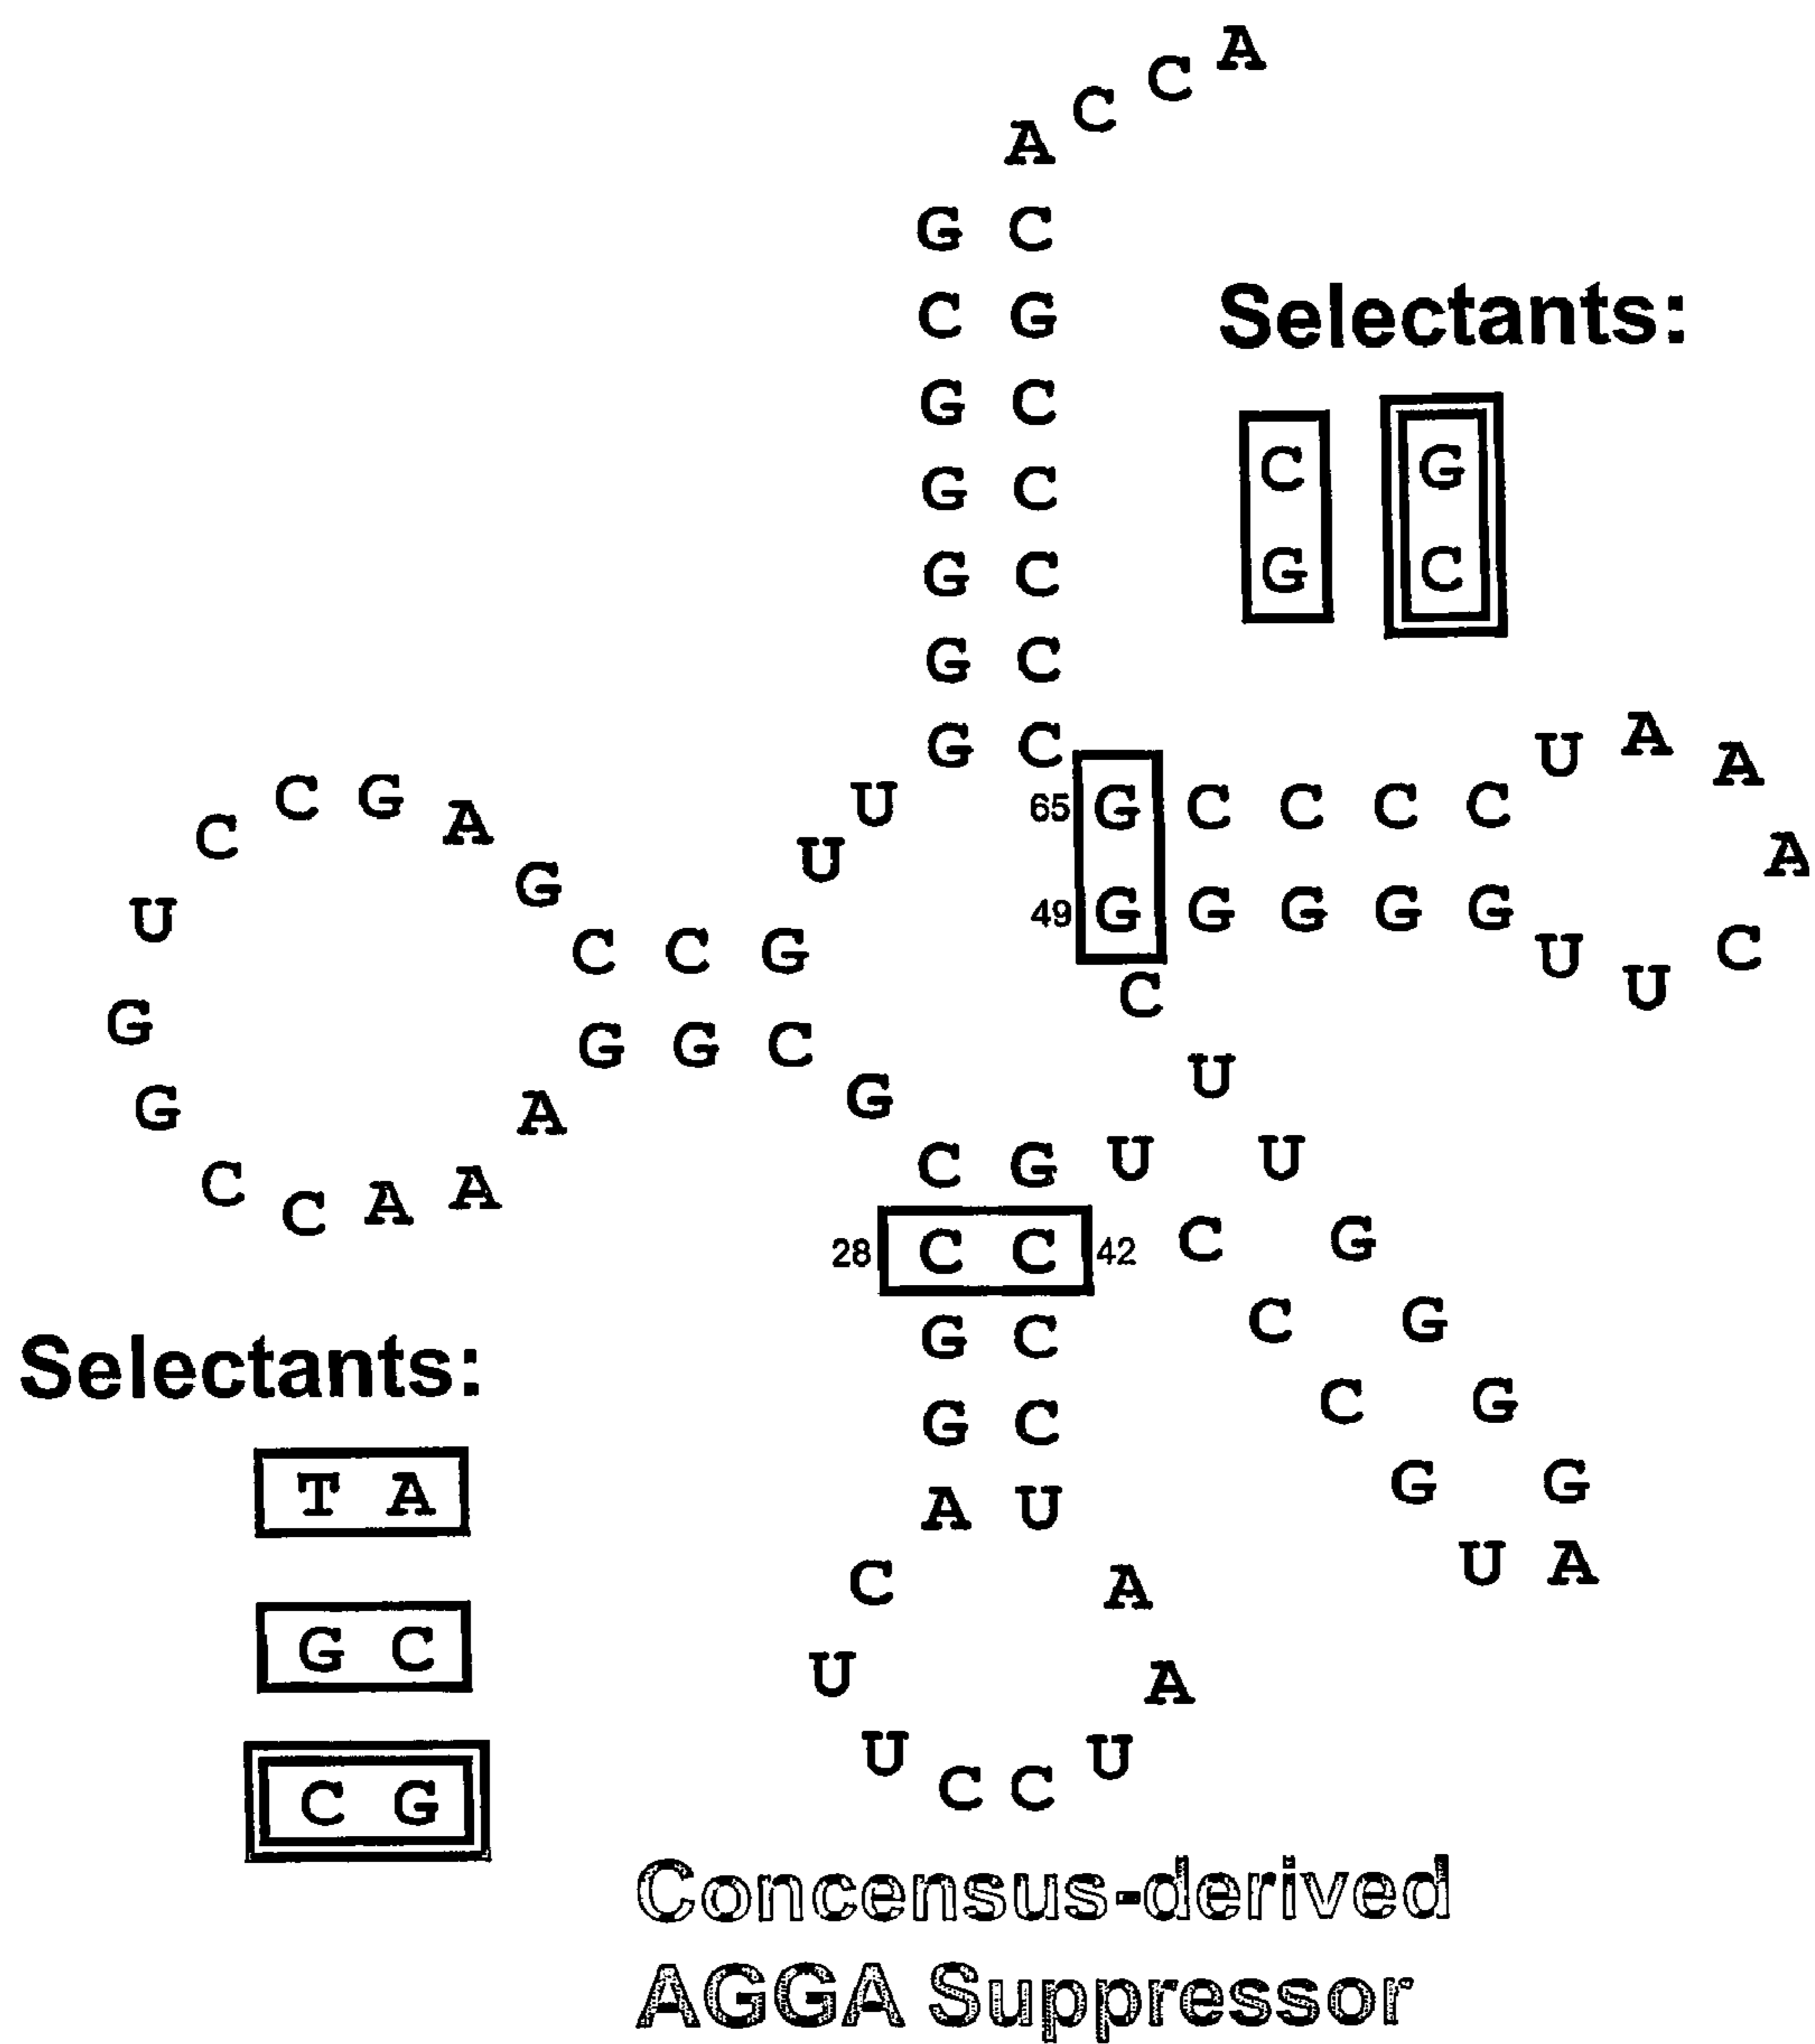 A
C
C
A
G C
C G
Selectants:
G C
C G
G C
G C
G C
G C
U A A
C C G A
U
65 G C C C C
A
C
G
U
U
49 G G G G G
C C G
U U C
G
C
G G C
U
G
A
G
C G U U
C C A A
28 C C 42
C G
G C
C G
Selectants:
G C
C G
T A
A U
G G
U A
C A
G C
U A
U U
C C
C G
Concensus-derived
AGGA Suppressor